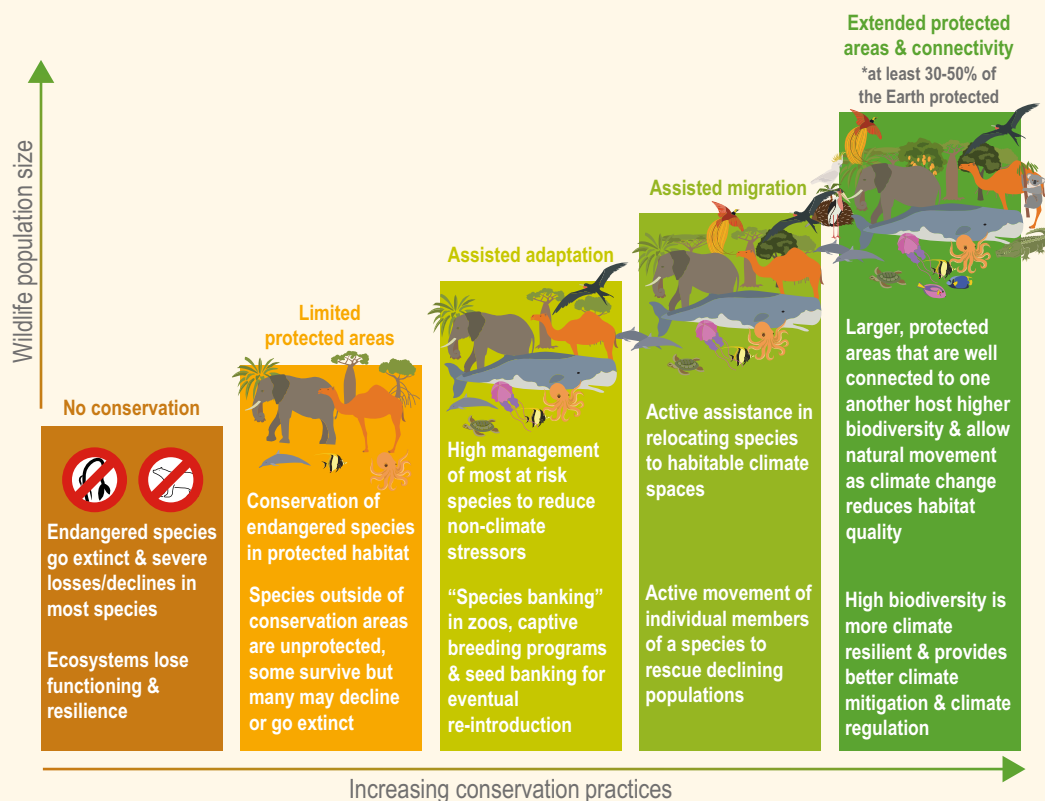 Extended protected
areas & connectivity
*at least 30-50% of
the Earth protected
Wildlife population size
Assisted migration
Assisted adaptation
Limited
protected areas
No conservation
Endangered species
go extinct & severe
losses/declines in
most species
Ecosystems lose
functioning &
resilience
Conservation of
endangered species
in protected habitat
Species outside of
conservation areas
are unprotected,
some survive but
many may decline
or go extinct
High management
of most at risk
species to reduce
non-climate
stressors
“Species banking”
in zoos, captive
breeding programs
& seed banking for
eventual
re-introduction
Active assistance in
relocating species
to habitable climate
spaces
Active movement of
individual members
of a species to
rescue declining
populations
Larger, protected
areas that are well
connected to one
another host higher
biodiversity & allow
natural movement
as climate change
reduces habitat
quality
High biodiversity is
more climate
resilient & provides
better climate
mitigation & climate
regulation
Increasing conservation practices